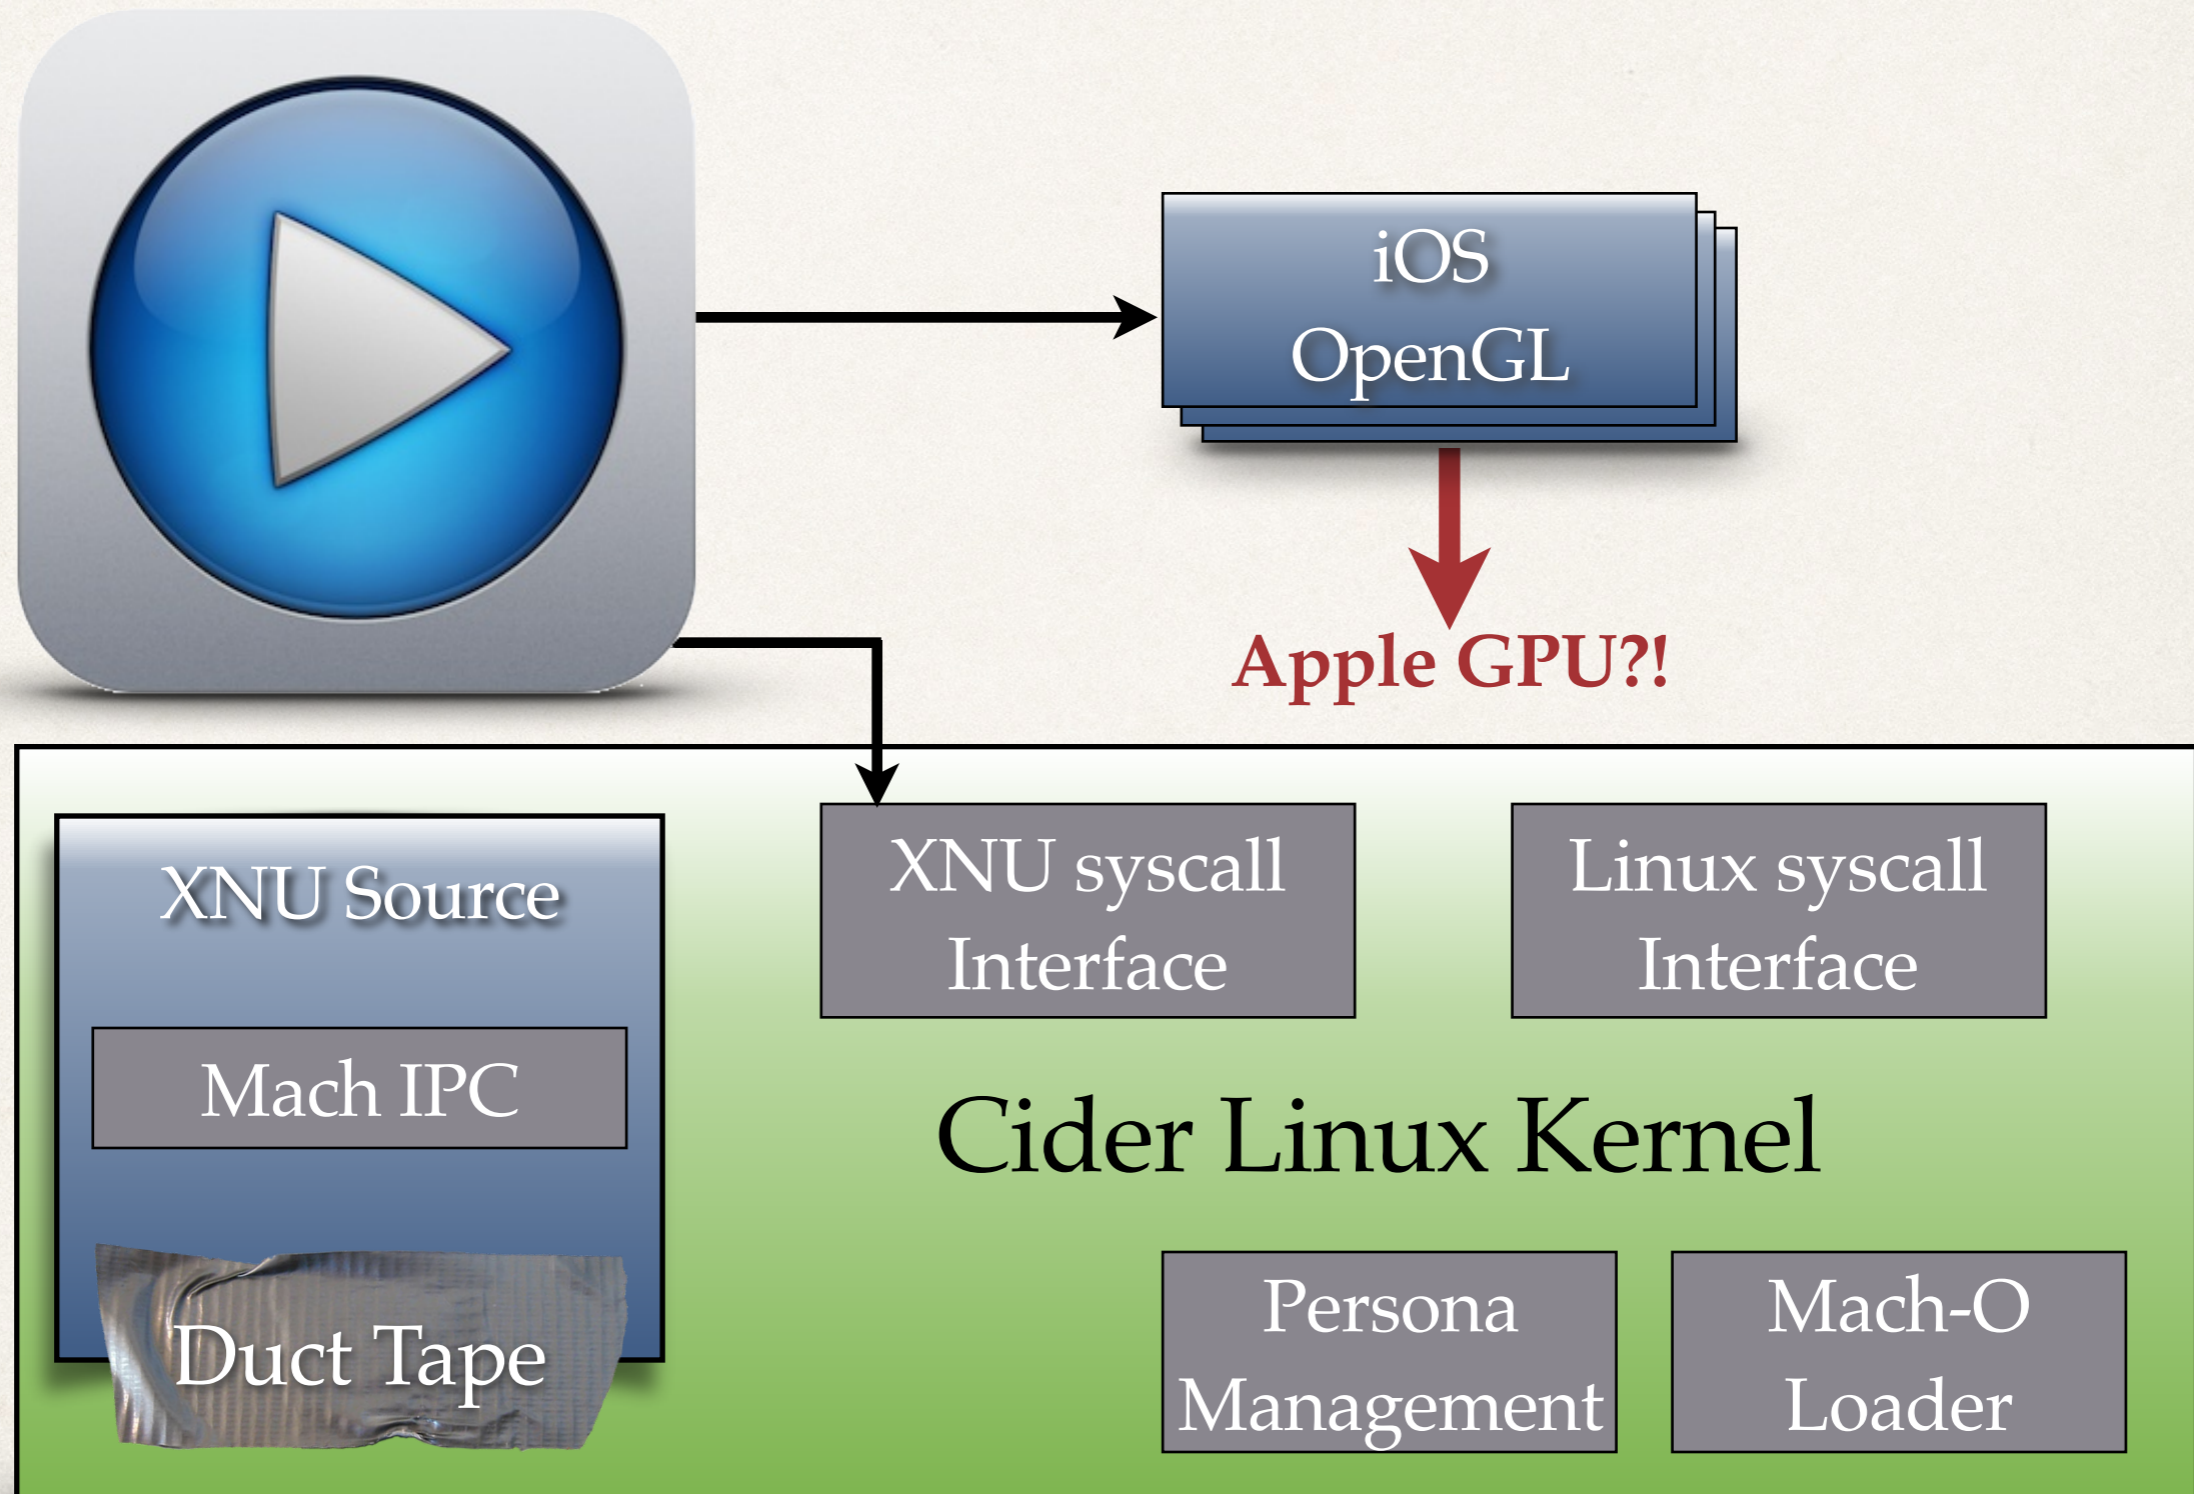 iOS
OpenGL
Apple GPU?!
XNU Source
XNU syscall
Interface
Linux syscall
Interface
Mach IPC
Cider Linux Kernel
Duct Tape
Persona
Management
Mach-O
Loader